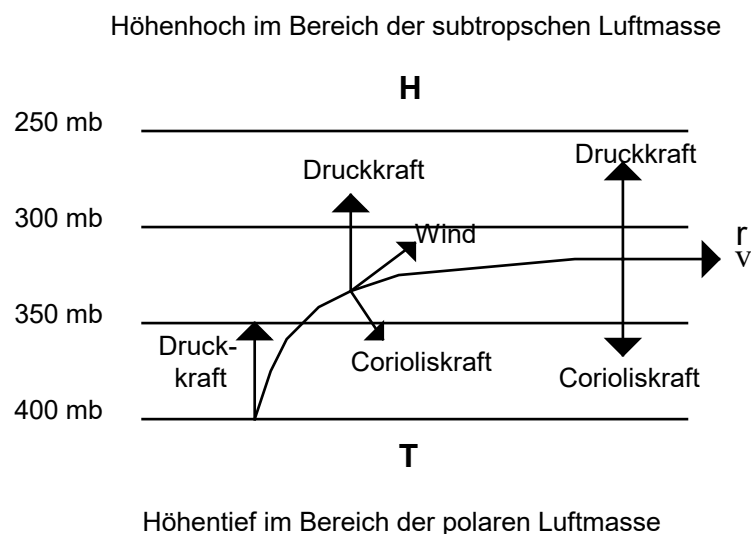 Höhenhoch im Bereich der subtropschen Luftmasse
H
250 mb
Druckkraft
Druckkraft
300 mb
Wind
r
v
350 mb
Druck-
kraft
Corioliskraft
Corioliskraft
400 mb
T
Höhentief im Bereich der polaren Luftmasse